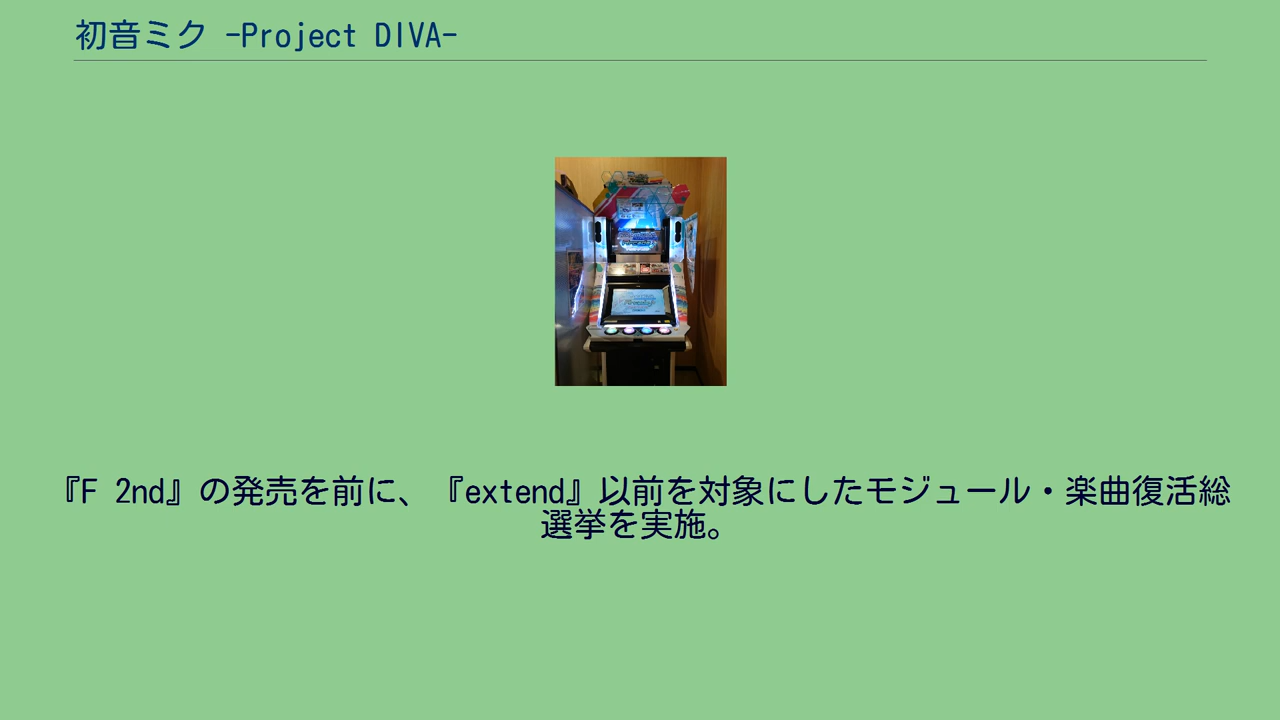 初音ミク -Project DIVA-
『F 2nd』の発売を前に、『extend』以前を対象にしたモジュール・楽曲復活総
選挙を実施。